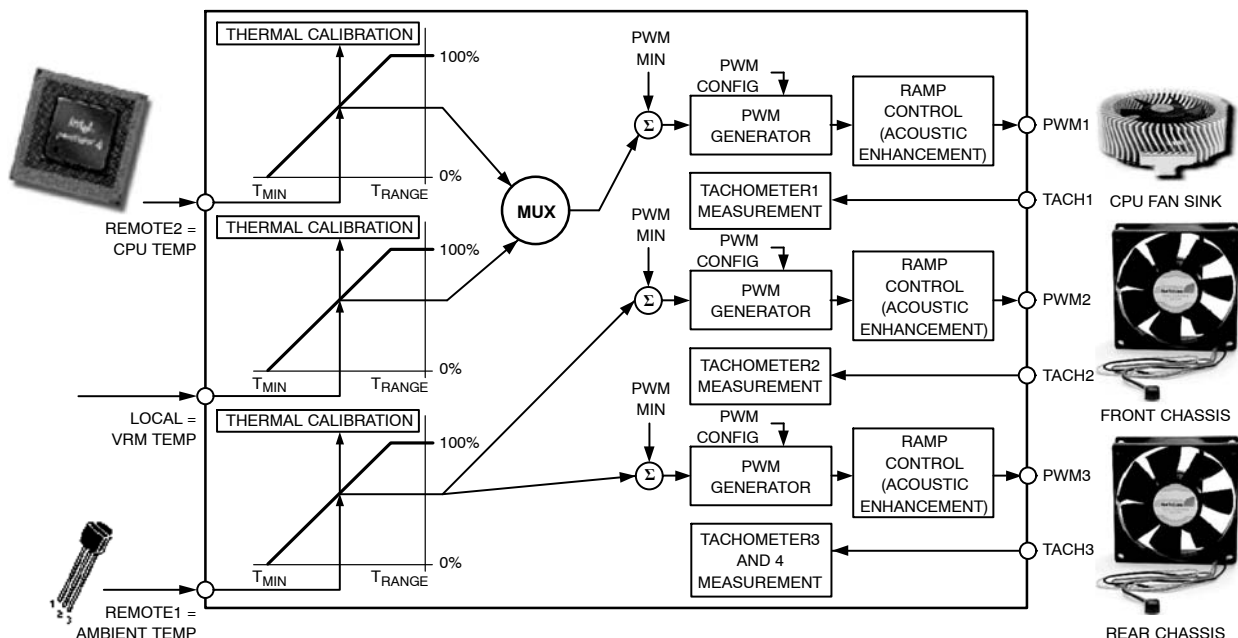 THERMAL CALIBRATION
100%
0%
TMIN
TRANGE
REMOTE2 =
CPU TEMP
THERMAL CALIBRATION
100%
0%
TMIN
TRANGE
LOCAL =
VRM TEMP
THERMAL CALIBRATION
100%
0%
TMIN
TRANGE
REMOTE1 =
AMBIENT TEMP
1
2
3
intel
MUX
PWM
MIN
Σ
PWM
CONFIG
PWM
GENERATOR
RAMP
CONTROL
(ACOUSTIC
ENHANCEMENT)
PWM1
TACHOMETER1
MEASUREMENT
TACH1
CPU FAN SINK
PWM
MIN
Σ
PWM
CONFIG
PWM
GENERATOR
RAMP
CONTROL
(ACOUSTIC
ENHANCEMENT)
PWM2
TACHOMETER2
MEASUREMENT
TACH2
FRONT CHASSIS
PWM
MIN
Σ
PWM
CONFIG
PWM
GENERATOR
RAMP
CONTROL
(ACOUSTIC
ENHANCEMENT)
PWM3
TACHOMETER3
AND 4
MEASUREMENT
TACH3
REAR CHASSIS